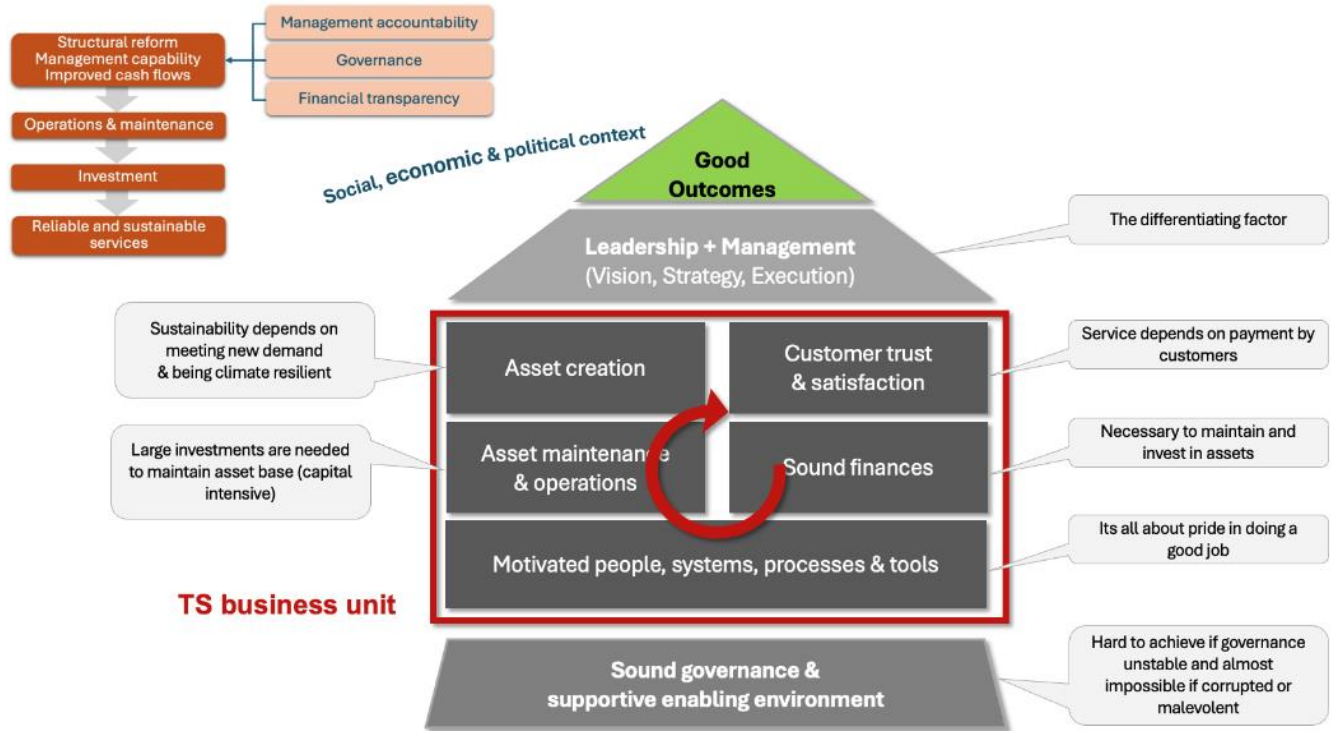 Structural reform
Management capability
Improved cash flows
Operations & maintenance
Investment
Reliable and sustainable
services
Management accountability
Governance
Financial transparency
Social, economic & political context
Good
Outcomes
Leadership + Management
(Vision, Strategy, Execution)
The differentiating factor
Sustainability depends on
meeting new demand
& being climate resilient
Asset creation
Customer trust
& satisfaction
Service depends on payment by
customers
Large investments are needed
to maintain asset base (capital
intensive)
Asset maintenance
& operations
Sound finances
Necessary to maintain and
invest in assets
Motivated people, systems, processes & tools
Its all about pride in doing a
good job
TS business unit
Sound governance &
supportive enabling environment
Hard to achieve if governance
unstable and almost
impossible if corrupted or
malevolent